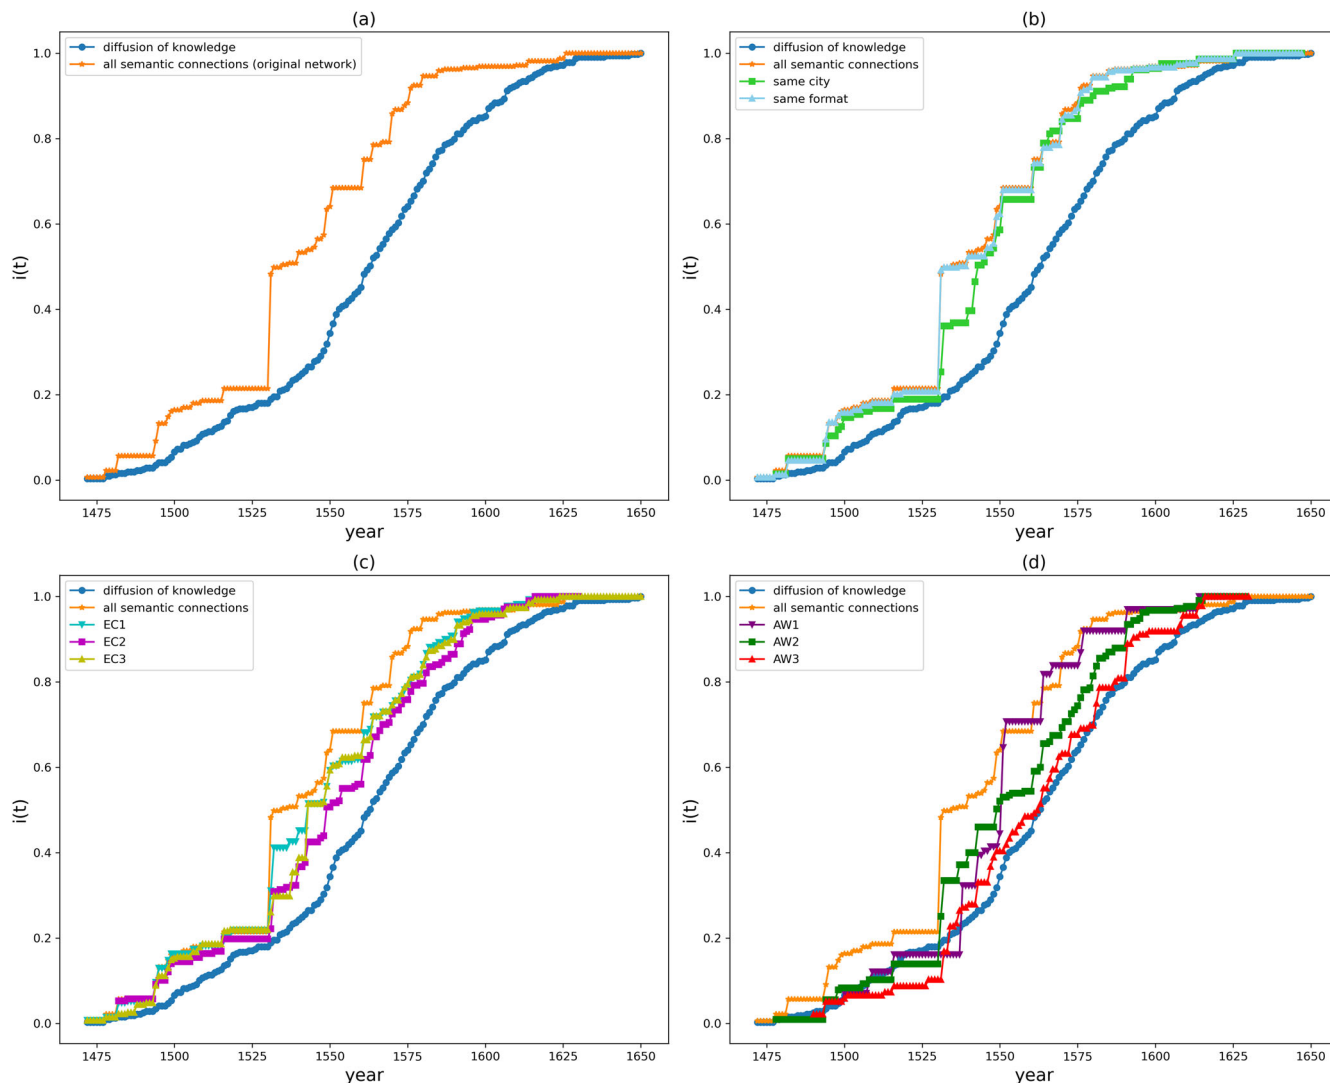 (a)
diffusion of knowledge
all semantic connections (original network)
i(t)
1.0
0.8
0.6
0.4
0.2
0.0
1475 1500 1525 1550 1575 1600 1625 1650
year
(b)
diffusion of knowledge
all semantic connections
same city
same format
i(t)
1.0
0.8
0.6
0.4
0.2
0.0
1475 1500 1525 1550 1575 1600 1625 1650
year
(c)
diffusion of knowledge
all semantic connections
EC1
EC2
EC3
i(t)
1.0
0.8
0.6
0.4
0.2
0.0
1475 1500 1525 1550 1575 1600 1625 1650
year
(d)
diffusion of knowledge
all semantic connections
AW1
AW2
AW3
i(t)
1.0
0.8
0.6
0.4
0.2
0.0
1475 1500 1525 1550 1575 1600 1625 1650
year